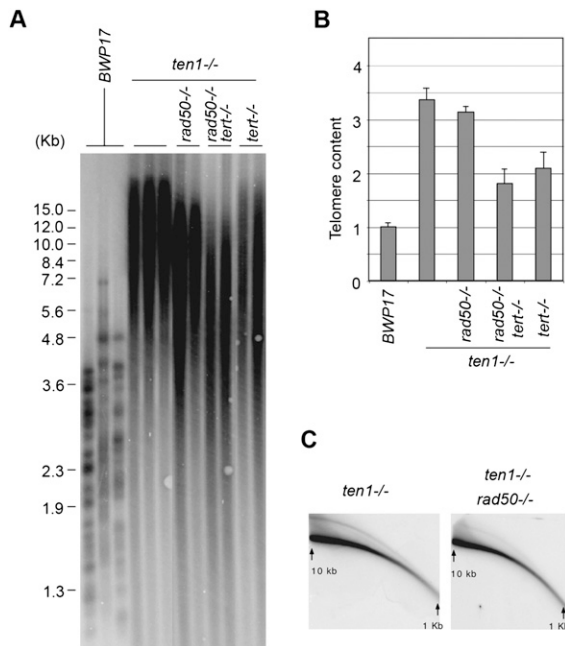 A
BWP17
ten1-/-
rad50-/-
rad50-/-
tert-/-
tert-/-
(Kb)
15.0
12.0
10.0
8.4
7.2
5.6
4.8
3.6
2.3
1.9
1.3
B
Telomere content
4
3
2
1
0
BWP17
rad50-/-
rad50-/-
tert-/-
tert-/-
ten1-/-
C
ten1-/-
ten1-/-
rad50-/-
10 kb
1 Kb
10 kb
1 Kb